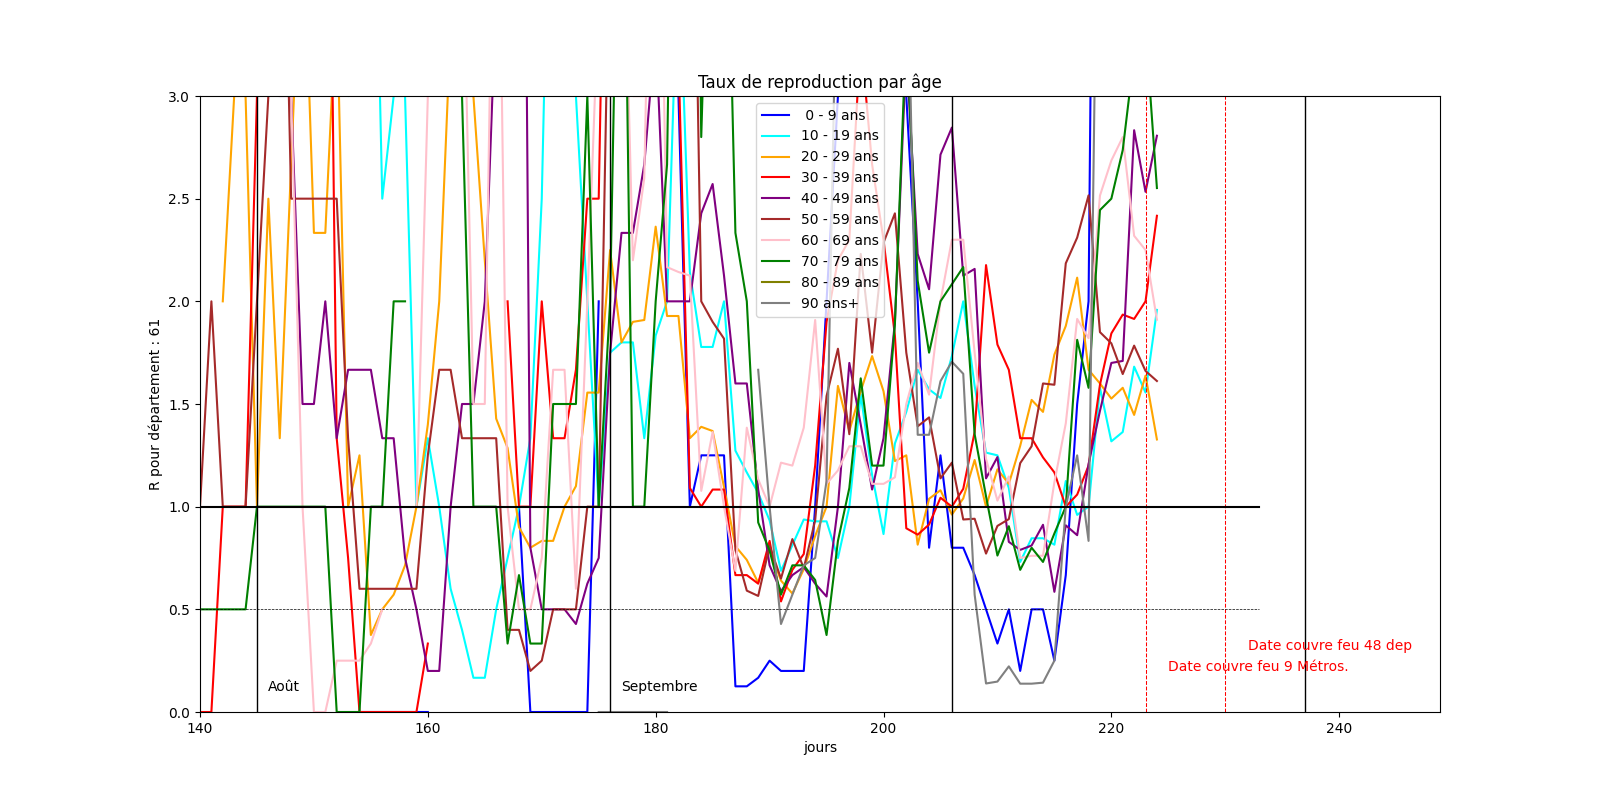 Taux de reproduction par âge
3.0
2.5
2.0
1.5
1.0
0.5
0.0
R pour département : 61
0 - 9 ans
10 - 19 ans
20 - 29 ans
30 - 39 ans
40 - 49 ans
50 - 59 ans
60 - 69 ans
70 - 79 ans
80 - 89 ans
90 ans+
Date couvre feu 48 dep
Date couvre feu 9 Métros.
Août
Septembre
140
160
180
200
220
240
jours